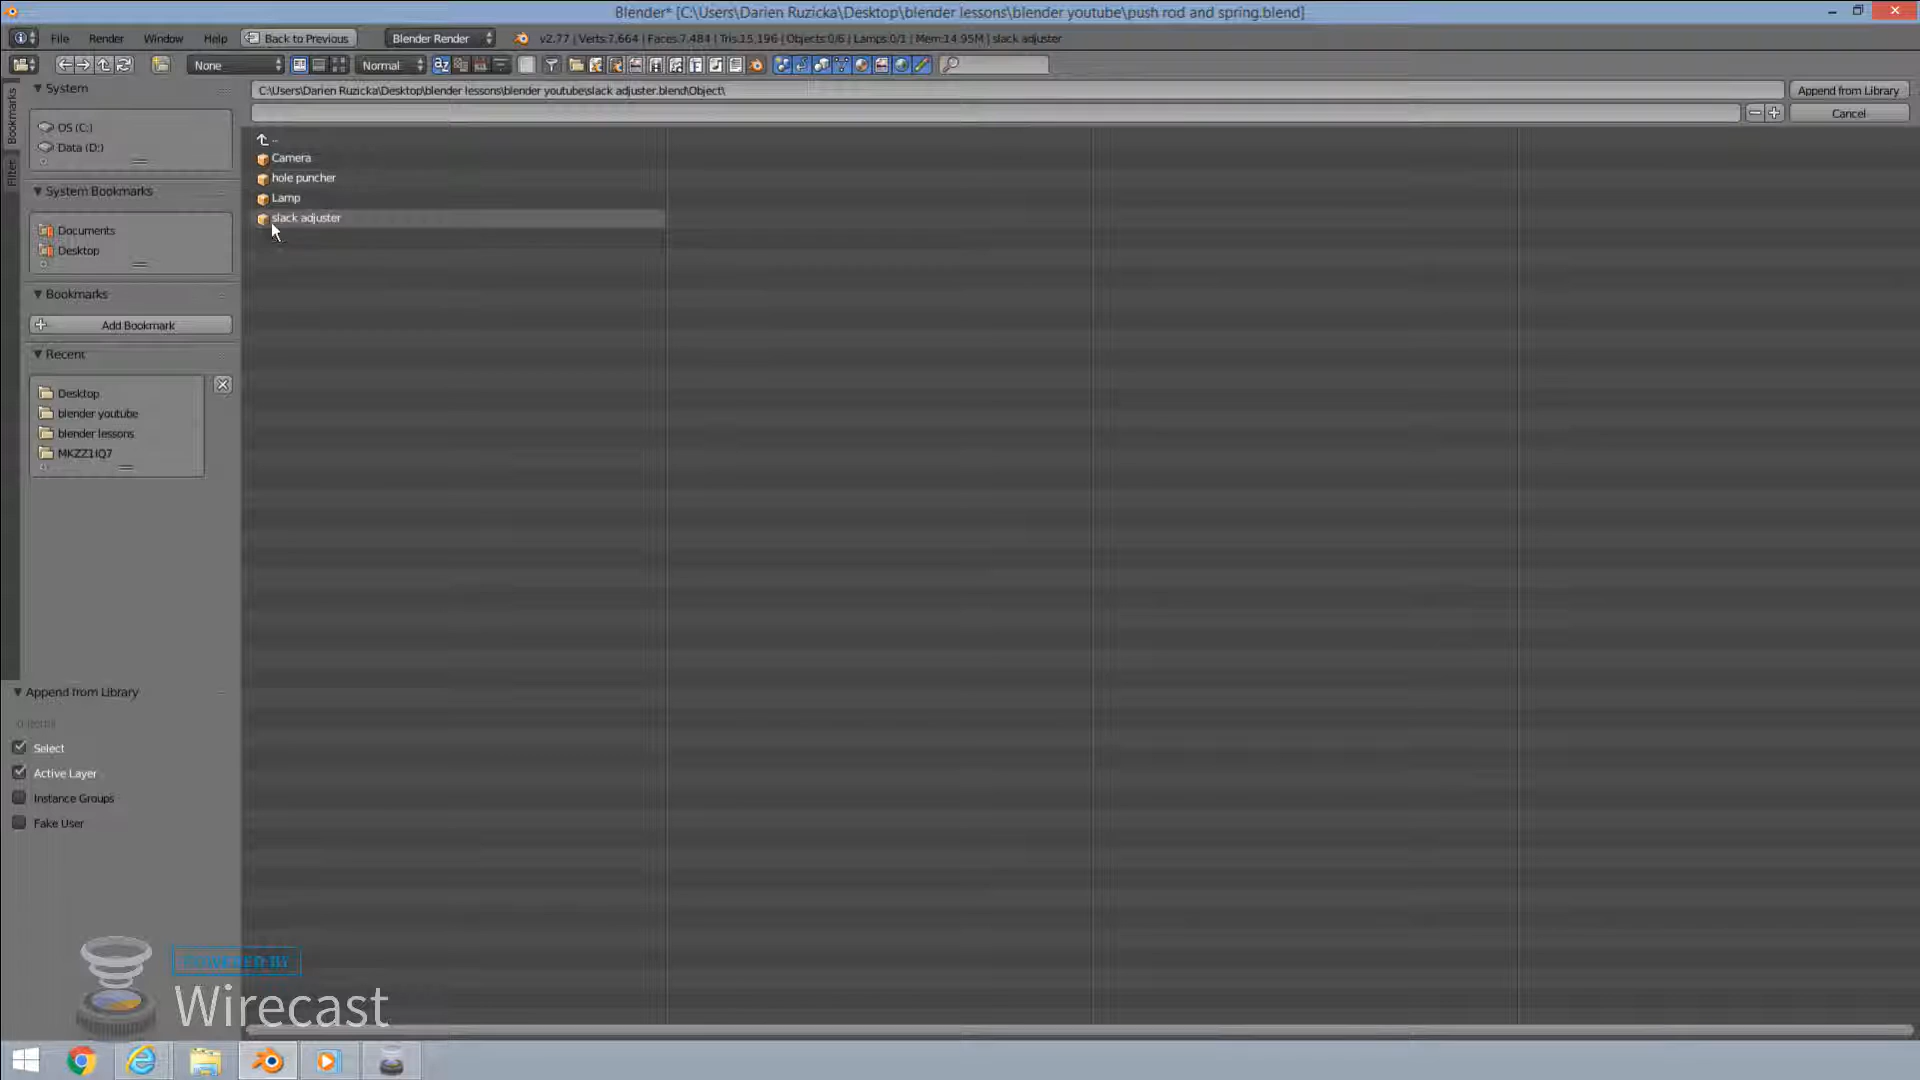 Blender* [C:\Users\Darien Ruzicka\Desktop\blender lessons\blender youtube\push rod and spring.blend]
File Render Window Help Back to Previous Blender Render v2.77 | Verts:7,664 | Faces:7,484 | Tris:15,196 | Objects:0/6 | Lamps:0/1 | Mem:14.95M | slack adjuster
None Normal
System
C:\Users\Darien Ruzicka\Desktop\blender lessons\blender youtube\slack adjuster.blend\Object\
Append from Library
Cancel
Bookmarks
Filter
OS (C:)
Data (D:)
System Bookmarks
Documents
Desktop
Bookmarks
Add Bookmark
Recent
Desktop
blender youtube
blender lessons
MKZZ1IQ7
..
Camera
hole puncher
Lamp
slack adjuster
Append from Library
Select
Active Layer
Instance Groups
Fake User
POWERED BY
Wirecast